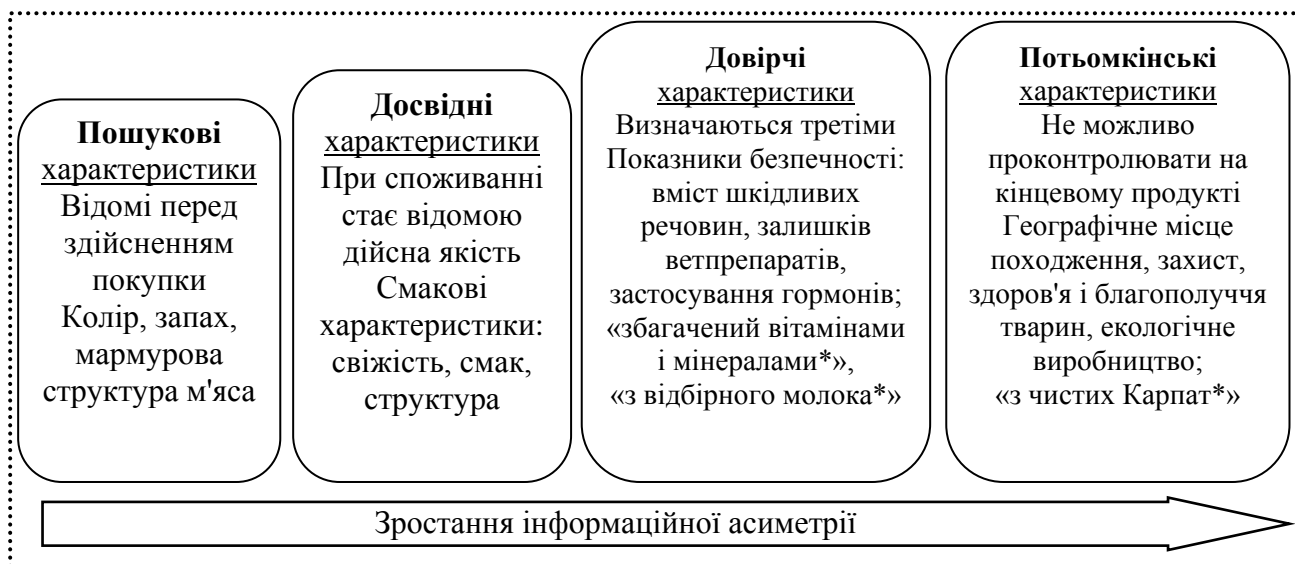 Пошукові
характеристики
Відомі перед
здійсненням
покупки
Колір, запах,
мармурова
структура м'яса
Досвідні
характеристики
При споживанні
стає відомою
дійсна якість
Смакові
характеристики:
свіжість, смак,
структура
Довірчі
характеристики
Визначаються третіми
Показники безпечності:
вміст шкідливих
речовин, залишків
ветпрепаратів,
застосування гормонів;
«збагачений вітамінами
і мінералами*»,
«з відбірного молока*»
Потьомкінські
характеристики
Не можливо
проконтролювати на
кінцевому продукті
Географічне місце
походження, захист,
здоров'я і благополуччя
тварин, екологічне
виробництво;
«з чистих Карпат*»
Зростання інформаційної асиметрії